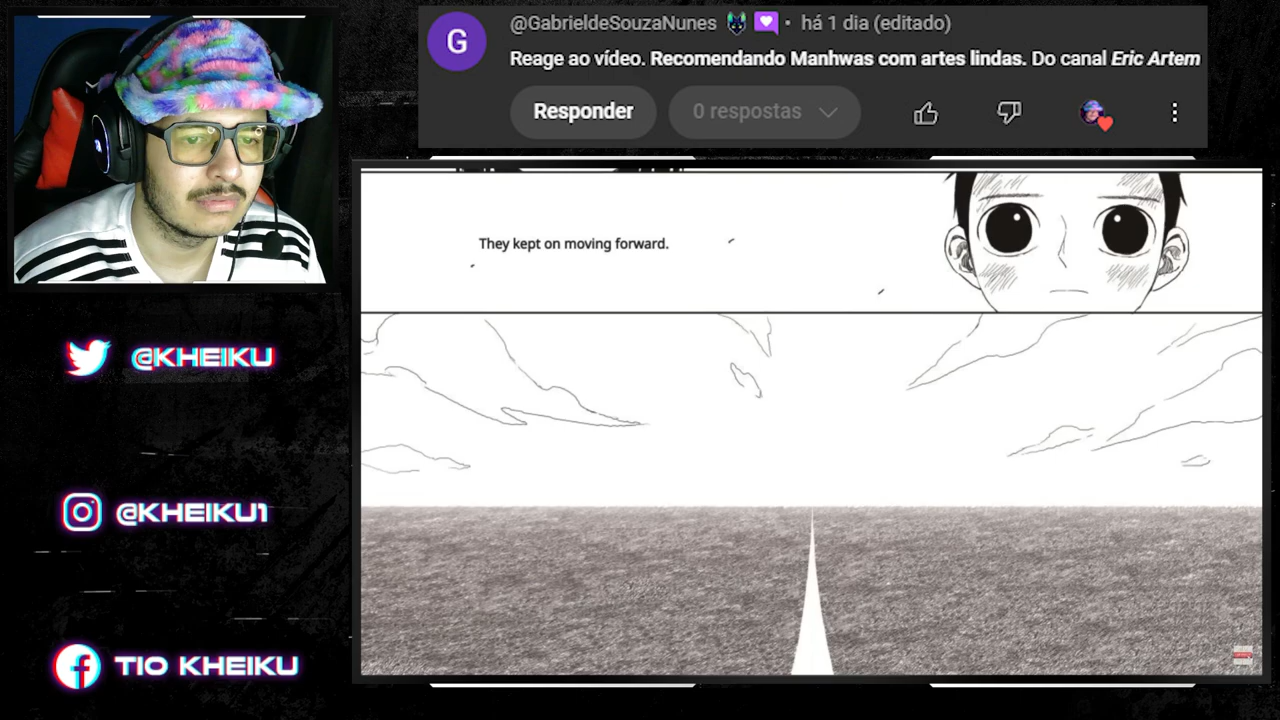 G
@GabrieldeSouzaNunes • há 1 dia (editado)
Reage ao vídeo. Recomendando Manhwas com artes lindas. Do canal Eric Artem
Responder
0 respostas
They kept on moving forward.
@KHEIKU
@KHEIKU1
TIO KHEIKU